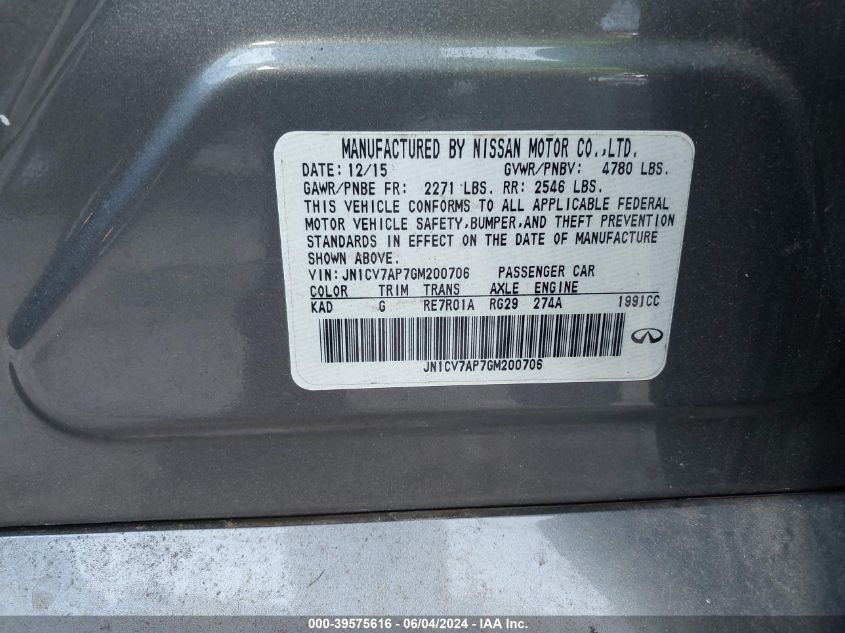 MANUFACTURED BY NISSAN MOTOR CO.,LTD.
DATE: 12/15 GVWR/PNBV: 4780 LBS.
GAWR/PNBE FR: 2271 LBS. RR: 2546 LBS.
THIS VEHICLE CONFORMS TO ALL APPLICABLE FEDERAL
MOTOR VEHICLE SAFETY,BUMPER,AND THEFT PREVENTION
STANDARDS IN EFFECT ON THE DATE OF MANUFACTURE
SHOWN ABOVE.
VIN: JN1CV7AP7GM200706 PASSENGER CAR
COLOR TRIM TRANS AXLE ENGINE
KAD G RE7R01A RG29 274A 1991CC
JN1CV7AP7GM200706
000-39575616 - 06/04/2024 - COPYRIGHT 2024 IAA, Inc.